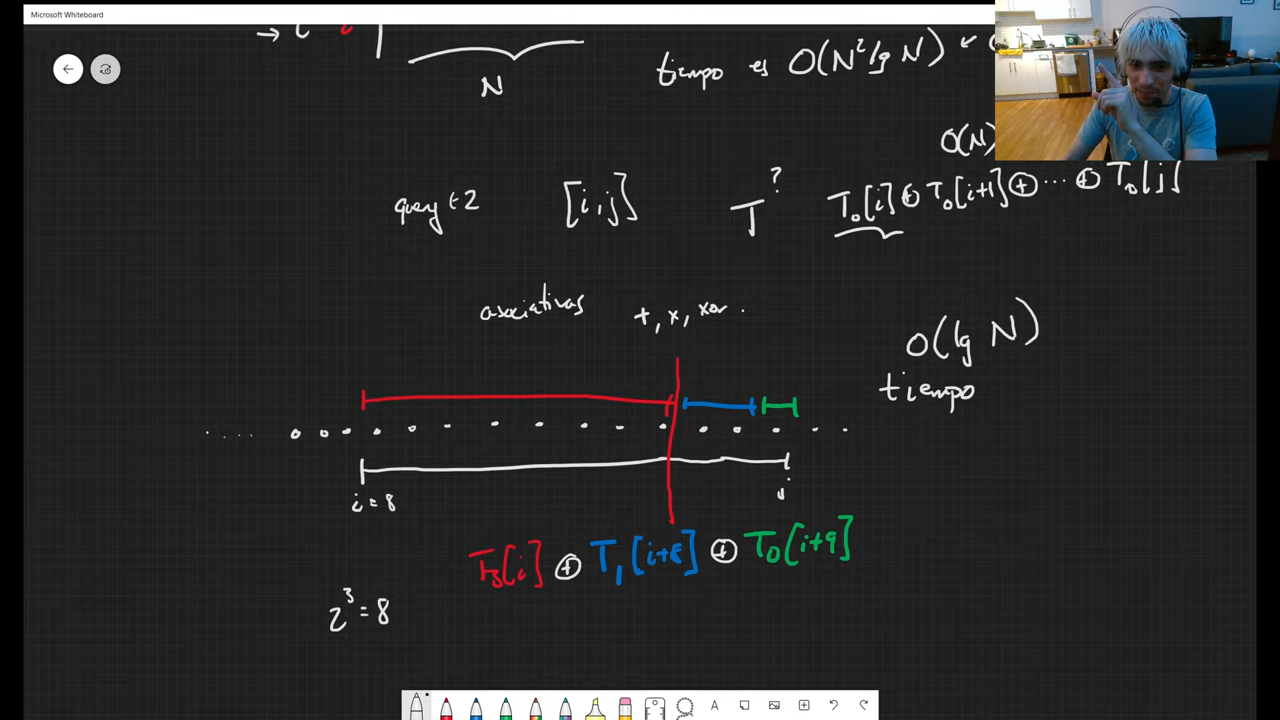 Microsoft Whiteboard
→ i
N
tiempo es O(N² lg N) ←
O(N)
query t2 [i,j] T? T₀[i] ⊕ T₀[i+1] ⊕ ... ⊕ T₀[j]
asociativas +, x, xor .
O(lg N)
tiempo
i = 8 j
T₃[i] ⊕ T₁[i+8] ⊕ T₀[i+9]
2³ = 8
A